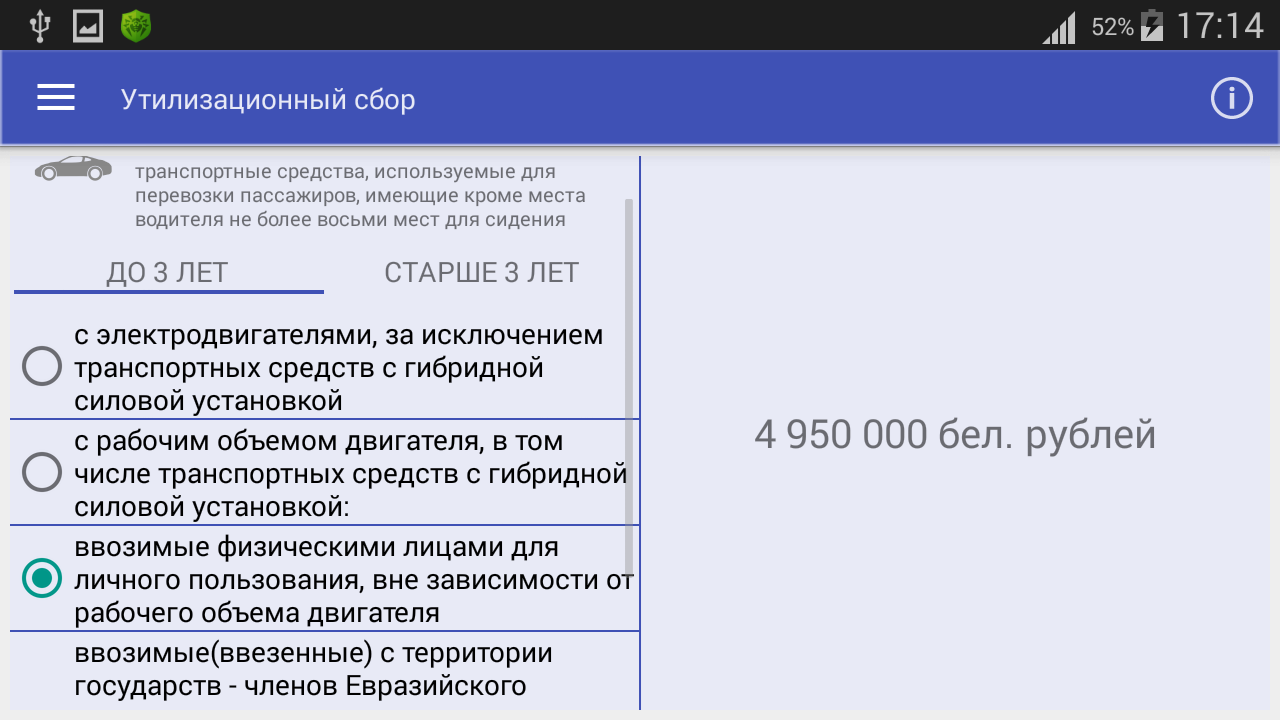 52%
17:14
Утилизационный сбор
транспортные средства, используемые для
перевозки пассажиров, имеющие кроме места
водителя не более восьми мест для сидения
ДО 3 ЛЕТ
СТАРШЕ 3 ЛЕТ
с электродвигателями, за исключением
транспортных средств с гибридной
силовой установкой
с рабочим объемом двигателя, в том
числе транспортных средств с гибридной
силовой установкой:
ввозимые физическими лицами для
личного пользования, вне зависимости от
рабочего объема двигателя
ввозимые(ввезенные) с территории
государств - членов Евразийского
4 950 000 бел. рублей